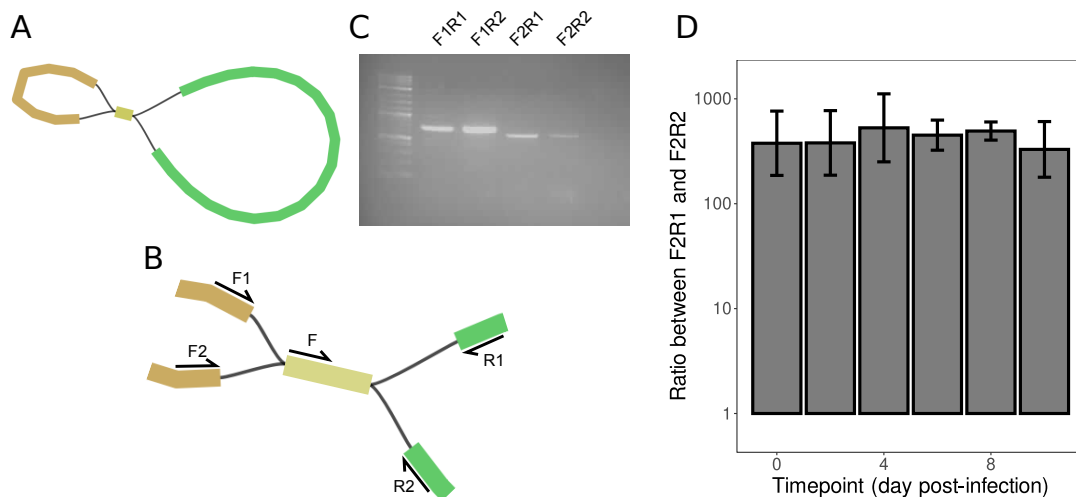 A
B
C
D
F1R1
F1R2
F2R1
F2R2
F1
F2
F
R1
R2
Ratio between F2R1 and F2R2
1000
100
10
1
0
4
8
Timepoint (day post-infection)